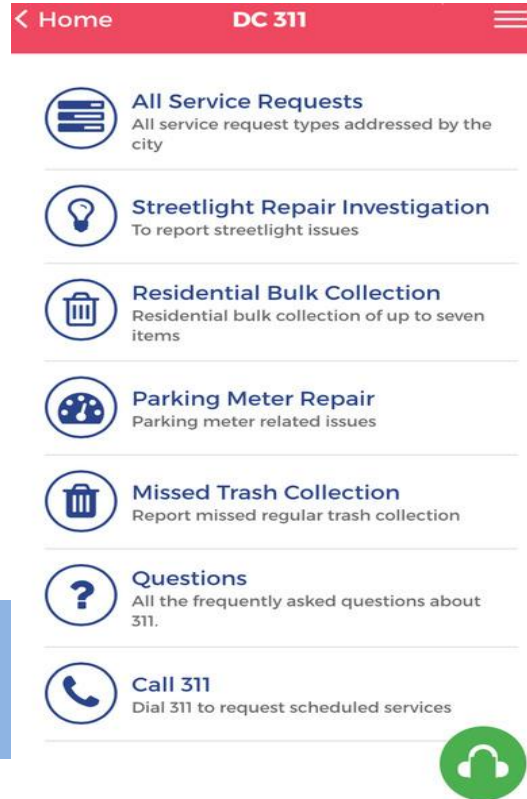 < Home DC 311
All Service Requests
All service request types addressed by the
city
Streetlight Repair Investigation
To report streetlight issues
Residential Bulk Collection
Residential bulk collection of up to seven
items
Parking Meter Repair
Parking meter related issues
Missed Trash Collection
Report missed regular trash collection
?
Questions
All the frequently asked questions about
311.
Call 311
Dial 311 to request scheduled services